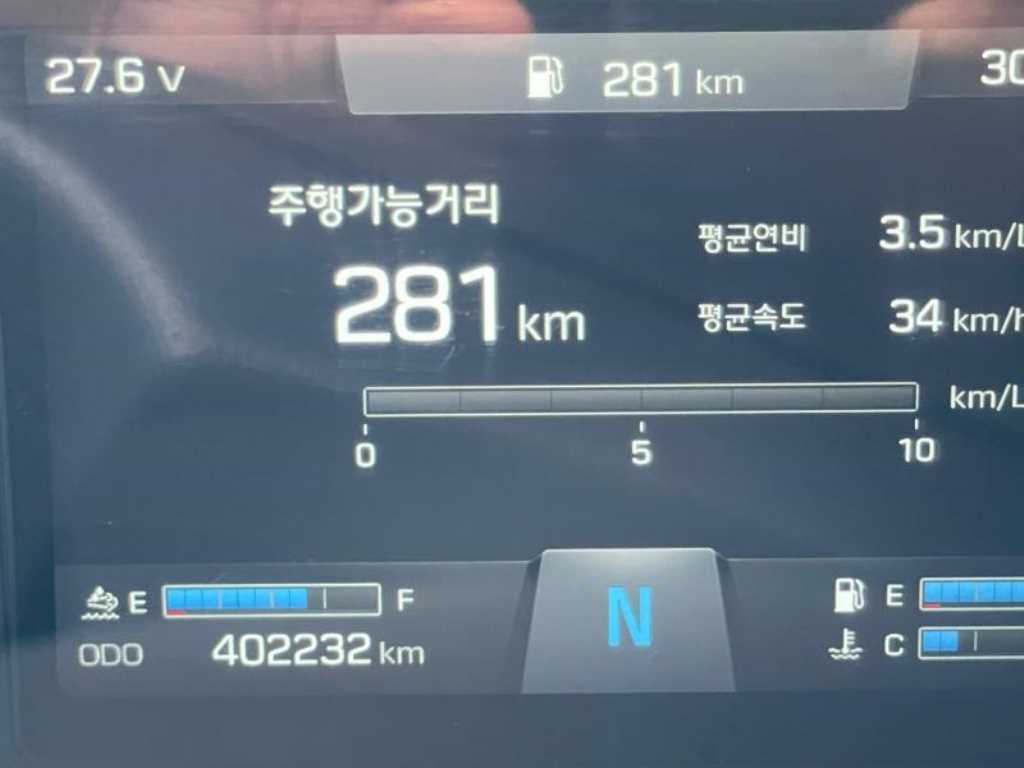 27.6 V
281 km
30
주행가능거리
281 km
평균연비 3.5 km/L
평균속도 34 km/h
km/L
0 5 10
E F
ODO 402232 km
N
E
C